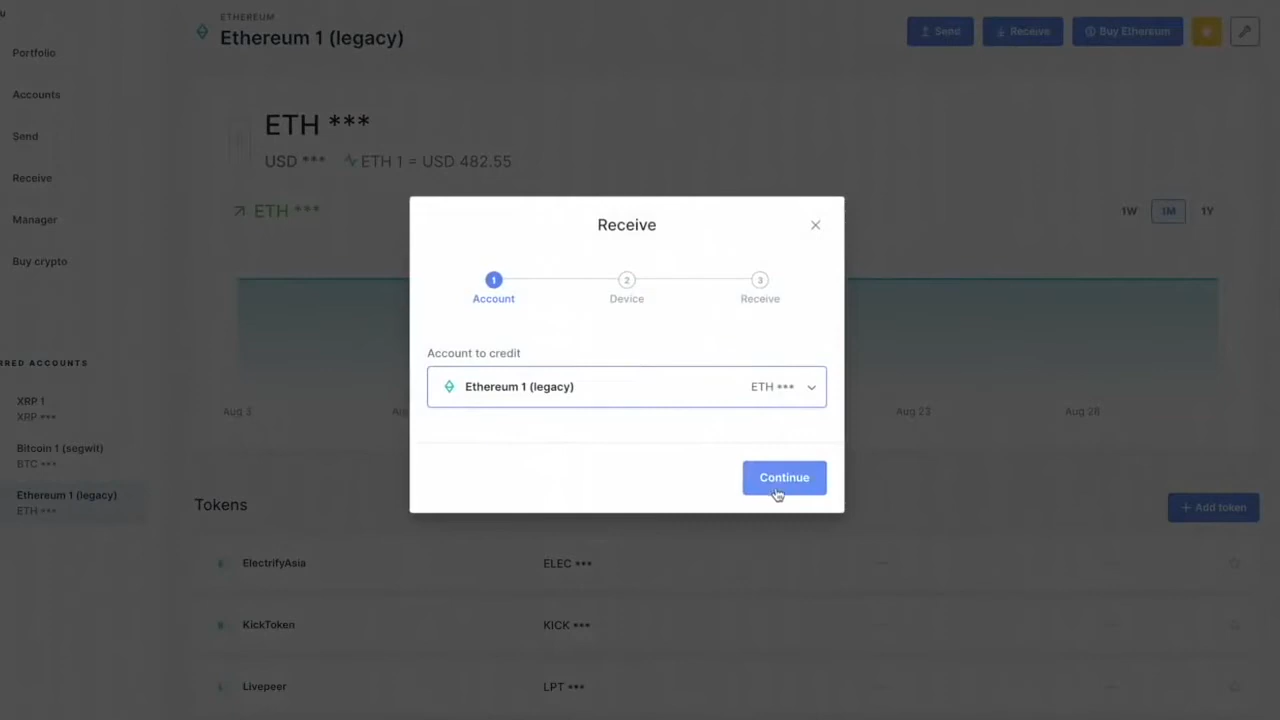 ETHEREUM
Ethereum 1 (legacy)
Send
Receive
Buy Ethereum
Portfolio
Accounts
Send
Receive
Manager
Buy crypto
ETH ***
USD *** ETH 1 = USD 482.55
ETH ***
1W 1M 1Y
Receive
1 2 3
Account Device Receive
Account to credit
Ethereum 1 (legacy) ETH ***
Continue
Aug 3
Aug 23 Aug 28
RRED ACCOUNTS
XRP 1
XRP ***
Bitcoin 1 (segwit)
BTC ***
Ethereum 1 (legacy)
ETH ***
Tokens
+ Add token
ElectrifyAsia ELEC ***
KickToken KICK ***
Livepeer LPT ***